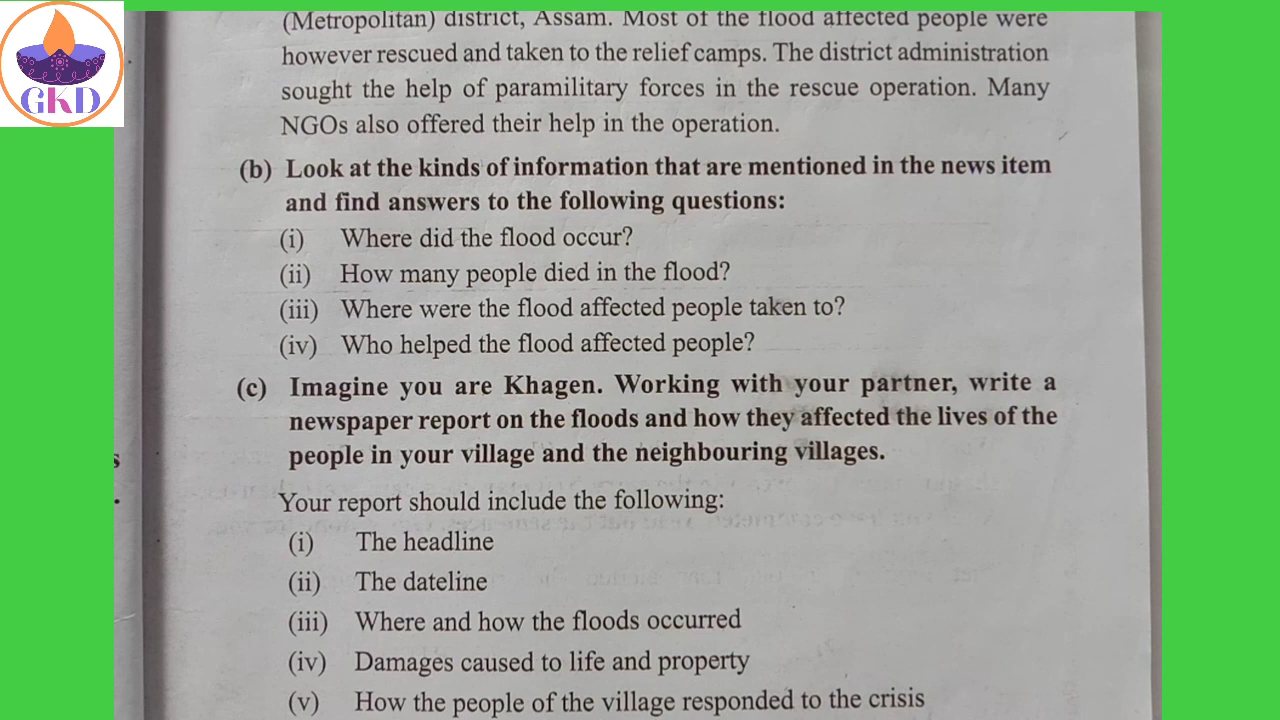 GKD
(Metropolitan) district, Assam. Most of the flood affected people were
however rescued and taken to the relief camps. The district administration
sought the help of paramilitary forces in the rescue operation. Many
NGOs also offered their help in the operation.
(b) Look at the kinds of information that are mentioned in the news item
and find answers to the following questions:
(i) Where did the flood occur?
(ii) How many people died in the flood?
(iii) Where were the flood affected people taken to?
(iv) Who helped the flood affected people?
(c) Imagine you are Khagen. Working with your partner, write a
newspaper report on the floods and how they affected the lives of the
people in your village and the neighbouring villages.
s
.
Your report should include the following:
(i) The headline
(ii) The dateline
(iii) Where and how the floods occurred
(iv) Damages caused to life and property
(v) How the people of the village responded to the crisis